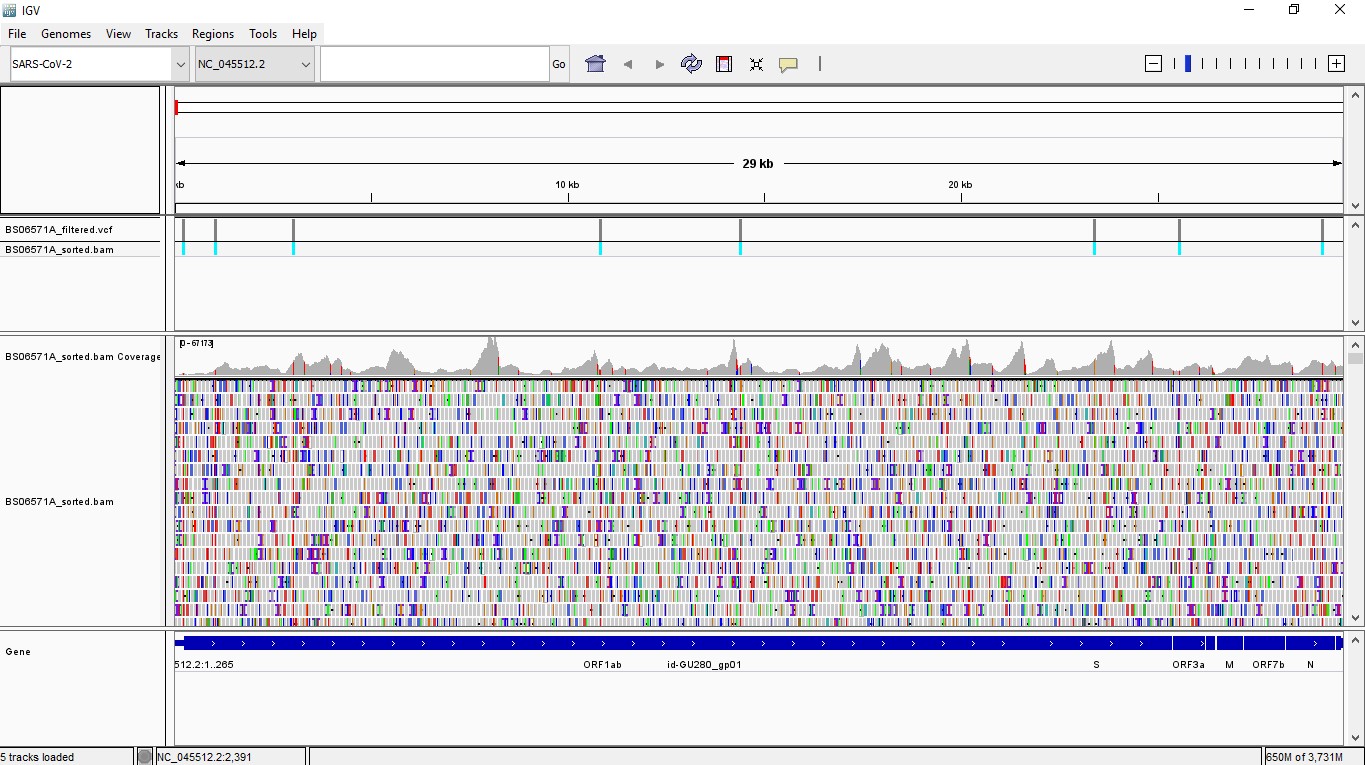 IGV
File Genomes View Tracks Regions Tools Help
SARS-CoV-2 NC_045512.2 Go
29 kb
kb 10 kb 20 kb
BS06571A_filtered.vcf
BS06571A_sorted.bam
[0 - 67173]
BS06571A_sorted.bam Coverage
BS06571A_sorted.bam
Gene
512.2:1..265 ORF1ab id-GU280_gp01 S ORF3a M ORF7b N
5 tracks loaded NC_045512.2:2,391 650M of 3,731M